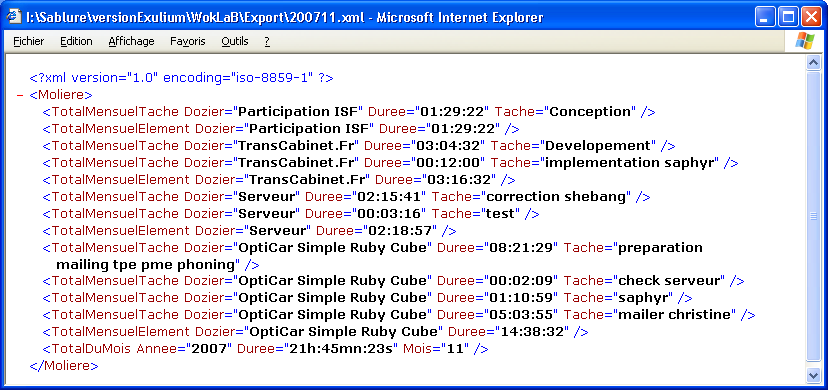 I:\Sablure\versionExulium\WokLaB\Export\200711.xml - Microsoft Internet Explorer
Fichier Edition Affichage Favoris Outils ?
<?xml version="1.0" encoding="iso-8859-1" ?>
- <Moliere>
<TotalMensuelTache Dozier="Participation ISF" Duree="01:29:22" Tache="Conception" />
<TotalMensuelElement Dozier="Participation ISF" Duree="01:29:22" />
<TotalMensuelTache Dozier="TransCabinet.Fr" Duree="03:04:32" Tache="Developement" />
<TotalMensuelTache Dozier="TransCabinet.Fr" Duree="00:12:00" Tache="implementation saphyr" />
<TotalMensuelElement Dozier="TransCabinet.Fr" Duree="03:16:32" />
<TotalMensuelTache Dozier="Serveur" Duree="02:15:41" Tache="correction shebang" />
<TotalMensuelTache Dozier="Serveur" Duree="00:03:16" Tache="test" />
<TotalMensuelElement Dozier="Serveur" Duree="02:18:57" />
<TotalMensuelTache Dozier="OptiCar Simple Ruby Cube" Duree="08:21:29" Tache="preparation
mailing tpe pme phoning" />
<TotalMensuelTache Dozier="OptiCar Simple Ruby Cube" Duree="00:02:09" Tache="check serveur" />
<TotalMensuelTache Dozier="OptiCar Simple Ruby Cube" Duree="01:10:59" Tache="saphyr" />
<TotalMensuelTache Dozier="OptiCar Simple Ruby Cube" Duree="05:03:55" Tache="mailer christine" />
<TotalMensuelElement Dozier="OptiCar Simple Ruby Cube" Duree="14:38:32" />
<TotalDuMois Annee="2007" Duree="21h:45mn:23s" Mois="11" />
</Moliere>